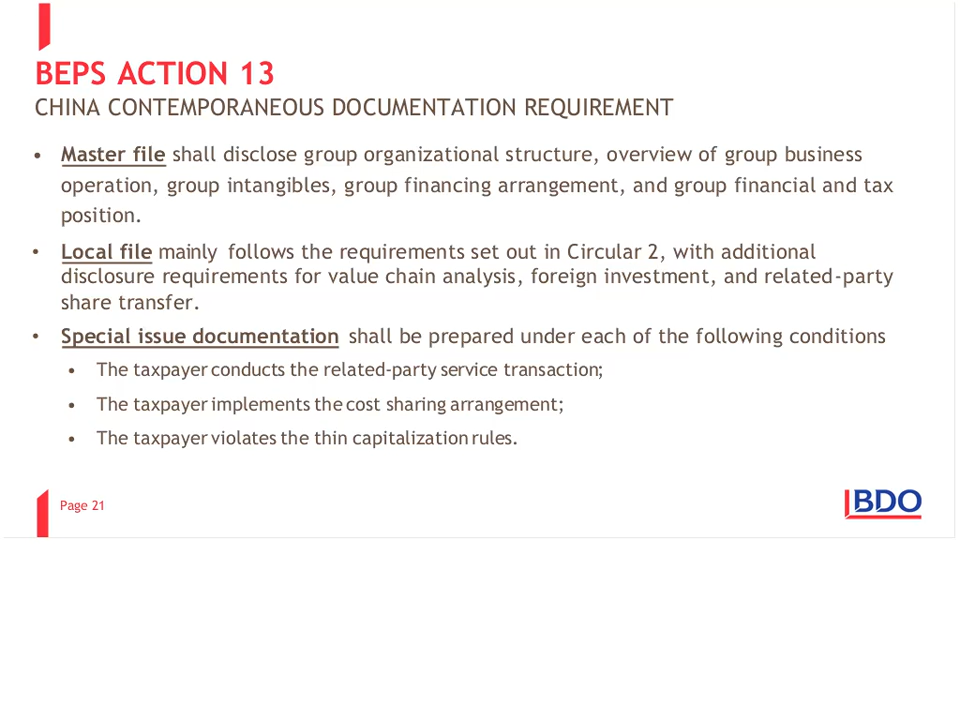 BEPS ACTION 13
CHINA CONTEMPORANEOUS DOCUMENTATION REQUIREMENT
• Master file shall disclose group organizational structure, overview of group business
operation, group intangibles, group financing arrangement, and group financial and tax
position.
• Local file mainly follows the requirements set out in Circular 2, with additional
disclosure requirements for value chain analysis, foreign investment, and related-party
share transfer.
• Special issue documentation shall be prepared under each of the following conditions
• The taxpayer conducts the related-party service transaction;
• The taxpayer implements the cost sharing arrangement;
• The taxpayer violates the thin capitalization rules.
Page 21
BDO